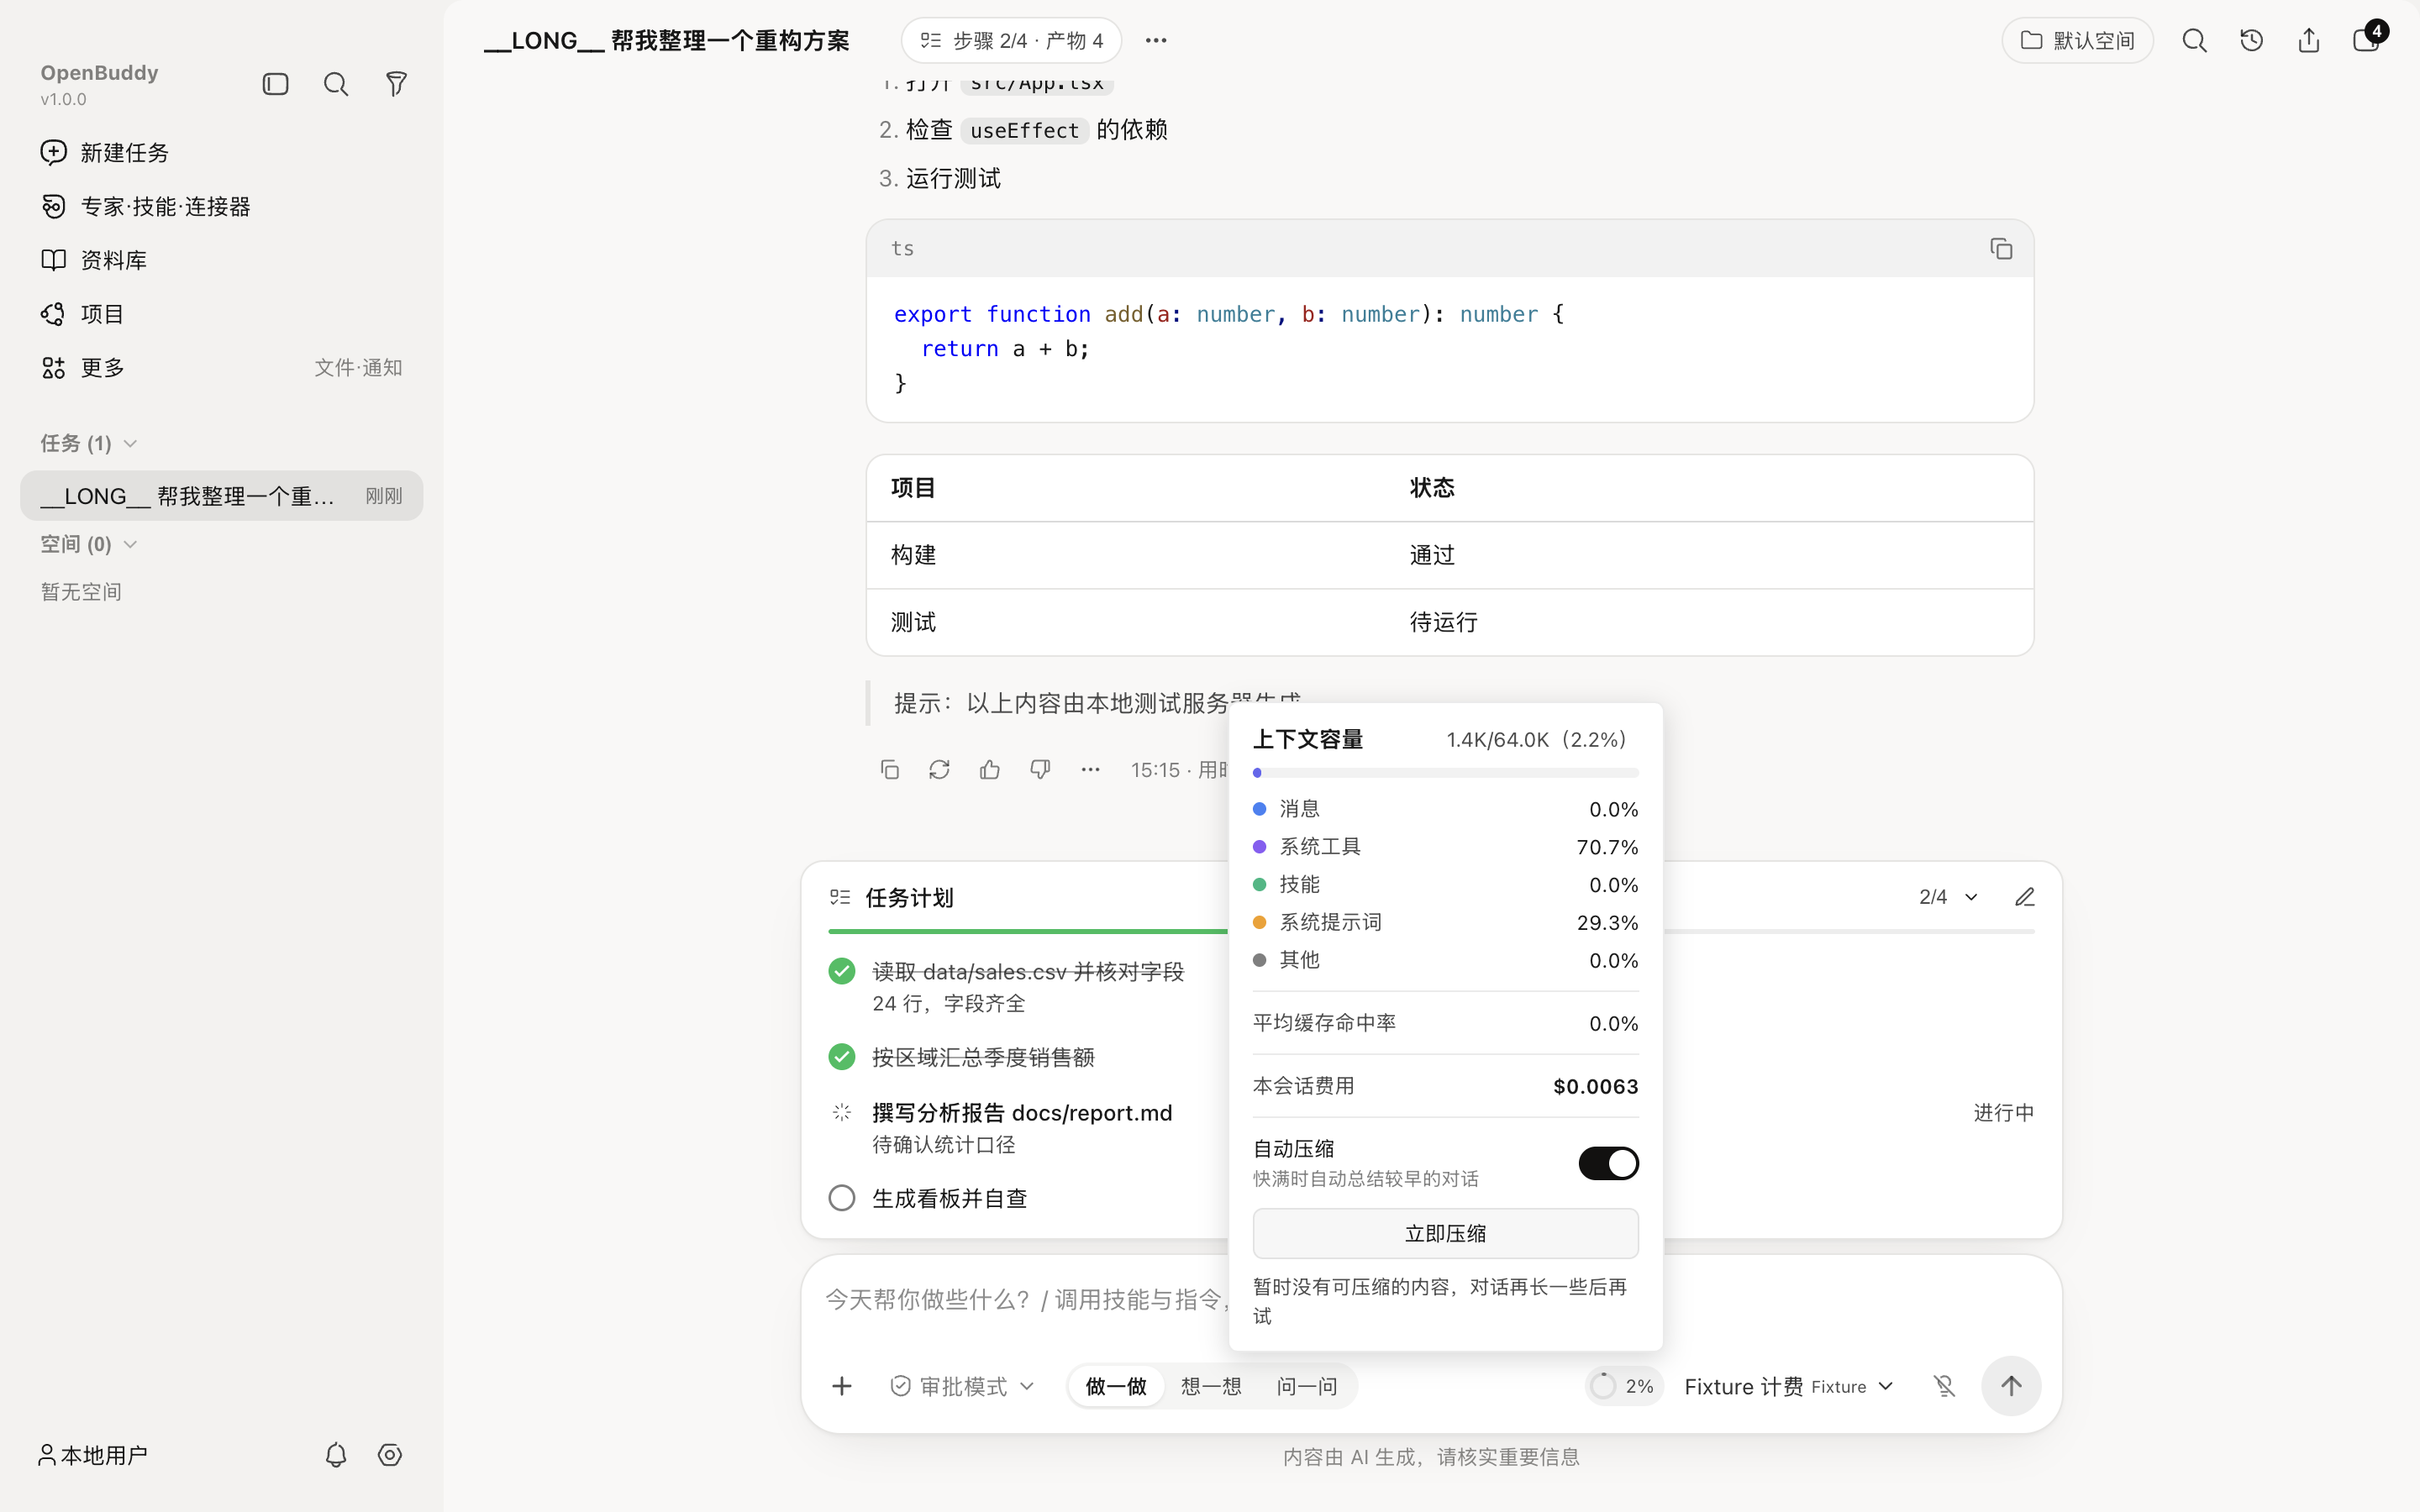 OpenBuddy
v1.0.0
新建任务
专家·技能·连接器
资料库
项目
更多
文件·通知
任务 (1)
__LONG__ 帮我整理一个重…
刚刚
空间 (0)
暂无空间
本地用户
__LONG__ 帮我整理一个重构方案
步骤 2/4 · 产物 4
默认空间
4
1. 打开 src/App.tsx
2. 检查 useEffect 的依赖
3. 运行测试
ts
export function add(a: number, b: number): number {
return a + b;
}
项目 状态
构建 通过
测试 待运行
提示：以上内容由本地测试服务器生成
15:15 · 用时
任务计划
2/4
读取 data/sales.csv 并核对字段
24 行，字段齐全
按区域汇总季度销售额
撰写分析报告 docs/report.md
进行中
待确认统计口径
生成看板并自查
上下文容量 1.4K/64.0K（2.2%）
消息 0.0%
系统工具 70.7%
技能 0.0%
系统提示词 29.3%
其他 0.0%
平均缓存命中率 0.0%
本会话费用 $0.0063
自动压缩
快满时自动总结较早的对话
立即压缩
暂时没有可压缩的内容，对话再长一些后再
试
今天帮你做些什么？/ 调用技能与指令，
审批模式
做一做
想一想
问一问
2%
Fixture 计费 Fixture
内容由 AI 生成，请核实重要信息